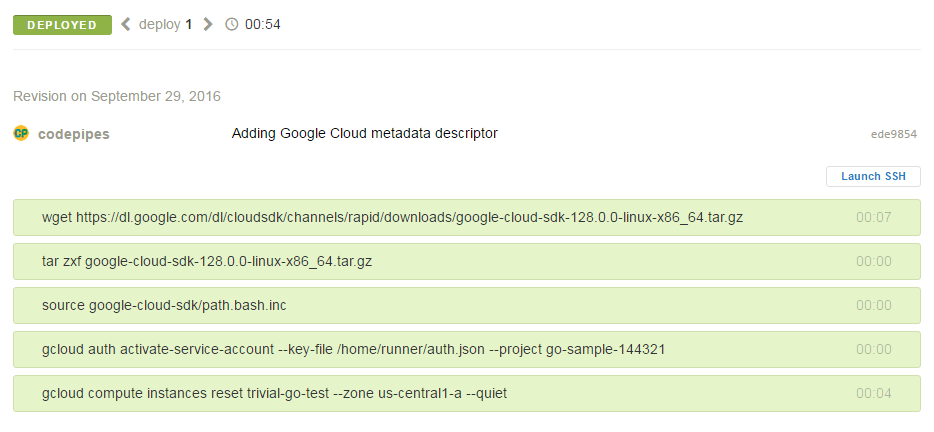 DEPLOYED deploy 1 00:54
Revision on September 29, 2016
CP codepipes Adding Google Cloud metadata descriptor ede9854
Launch SSH
wget https://dl.google.com/dl/cloudsdk/channels/rapid/downloads/google-cloud-sdk-128.0.0-linux-x86_64.tar.gz 00:07
tar zxf google-cloud-sdk-128.0.0-linux-x86_64.tar.gz 00:00
source google-cloud-sdk/path.bash.inc 00:00
gcloud auth activate-service-account --key-file /home/runner/auth.json --project go-sample-144321 00:00
gcloud compute instances reset trivial-go-test --zone us-central1-a --quiet 00:04